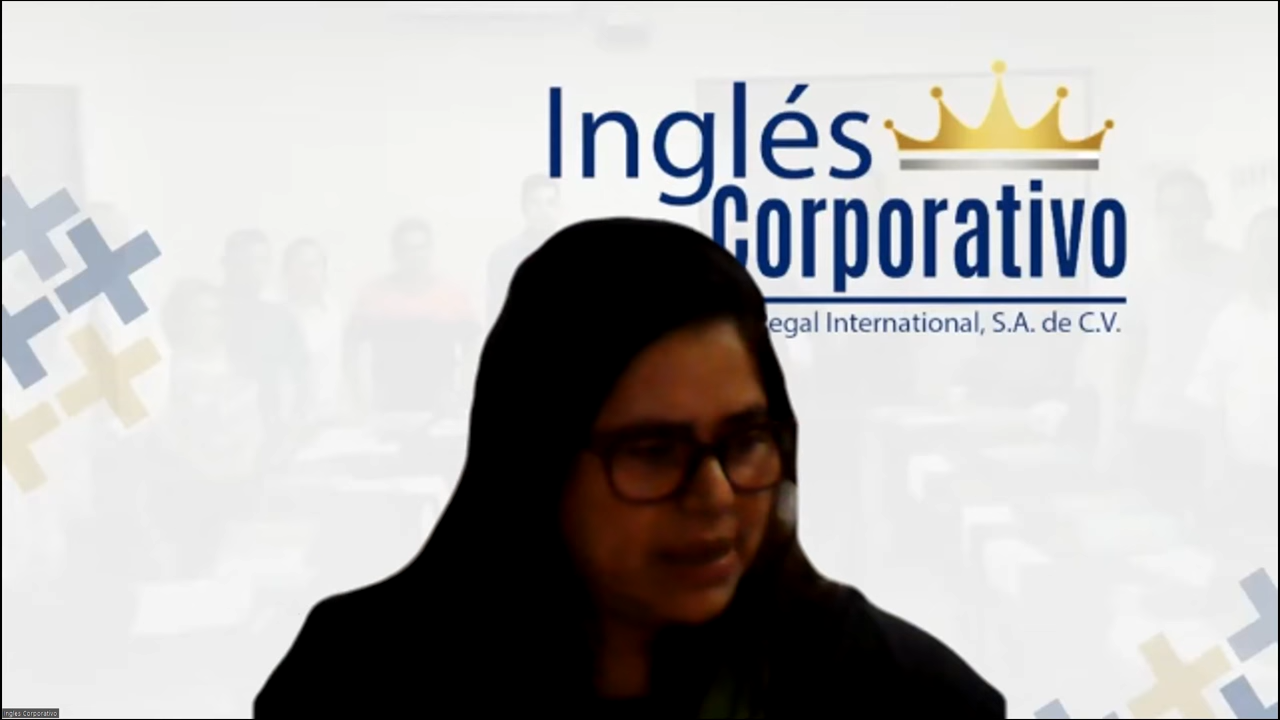 Inglés
Corporativo
egal International, S.A. de C.V.
Inglés Corporativo